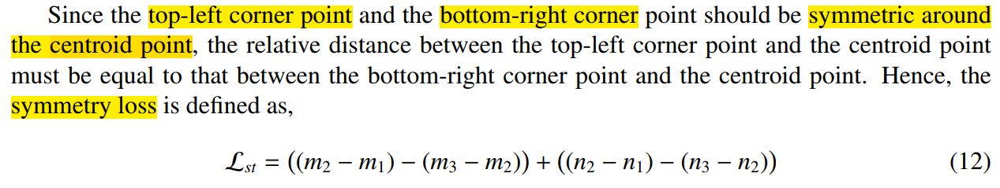 Since the top-left corner point and the bottom-right corner point should be symmetric around
the centroid point, the relative distance between the top-left corner point and the centroid point
must be equal to that between the bottom-right corner point and the centroid point. Hence, the
symmetry loss is defined as,
ℒ_{st} = ((m_2 − m_1) − (m_3 − m_2)) + ((n_2 − n_1) − (n_3 − n_2)) (12)